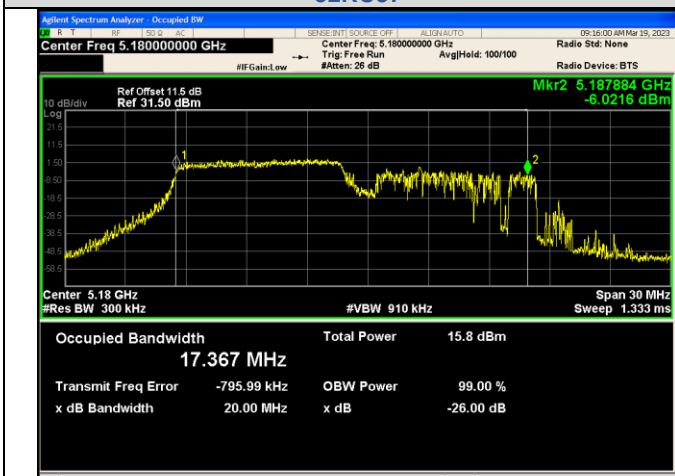 Agilent Spectrum Analyzer - Occupied BW
R T RF 50 Ω AC SENSE:INT SOURCE OFF ALIGN AUTO 09:16:00 AM Mar 19, 2023
Center Freq 5.180000000 GHz Center Freq: 5.180000000 GHz Radio Std: None
Trig: Free Run Avg|Hold: 100/100
#IFGain:Low #Atten: 26 dB Radio Device: BTS
Mkr2 5.187884 GHz
-6.0216 dBm
Ref Offset 11.5 dB
10 dB/div Ref 31.50 dBm
Log
21.5
11.5
1.50
-8.50
-18.5
-28.5
-38.5
-48.5
-58.5
1
2
Center 5.18 GHz Span 30 MHz
#Res BW 300 kHz #VBW 910 kHz Sweep 1.333 ms
Occupied Bandwidth Total Power 15.8 dBm
17.367 MHz
Transmit Freq Error -795.99 kHz OBW Power 99.00 %
x dB Bandwidth 20.00 MHz x dB -26.00 dB